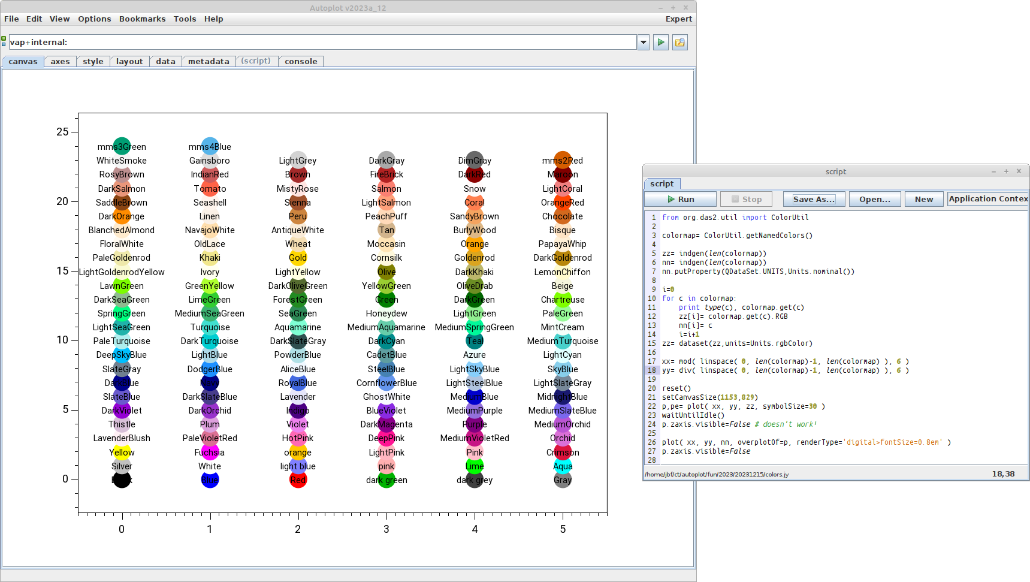 Autoplot v2023a_12
File Edit View Options Bookmarks Tools Help Expert
vap+internal:
canvas axes style layout data metadata (script) console
25
mms3Green mms4Blue
WhiteSmoke Gainsboro LightGrey DarkGray DimGray mms2Red
RosyBrown IndianRed Brown FireBrick DarkRed Maroon
DarkSalmon Tomato MistyRose Salmon Snow LightCoral
20 SaddleBrown Seashell Sienna LightSalmon Coral OrangeRed
DarkOrange Linen Peru PeachPuff SandyBrown Chocolate
BlanchedAlmond NavajoWhite AntiqueWhite Tan BurlyWood Bisque
FloralWhite OldLace Wheat Moccasin Orange PapayaWhip
PaleGoldenrod Khaki Gold Cornsilk Goldenrod DarkGoldenrod
15 LightGoldenrodYellow Ivory LightYellow Olive DarkKhaki LemonChiffon
LawnGreen GreenYellow DarkOliveGreen YellowGreen OliveDrab Beige
DarkSeaGreen LimeGreen ForestGreen Green DarkGreen Chartreuse
SpringGreen MediumSeaGreen SeaGreen Honeydew LightGreen PaleGreen
LightSeaGreen Turquoise Aquamarine MediumAquamarine MediumSpringGreen MintCream
10 PaleTurquoise DarkTurquoise DarkSlateGray DarkCyan Teal MediumTurquoise
DeepSkyBlue LightBlue PowderBlue CadetBlue Azure LightCyan
SlateGray DodgerBlue AliceBlue SteelBlue LightSkyBlue SkyBlue
DarkBlue RoyalBlue CornflowerBlue LightSteelBlue LightSlateGray
SlateBlue DarkSlateBlue Lavender GhostWhite MediumBlue MidnightBlue
5 DarkViolet DarkOrchid Indigo BlueViolet MediumPurple MediumSlateBlue
Thistle Plum Violet DarkMagenta Purple MediumOrchid
LavenderBlush PaleVioletRed HotPink DeepPink MediumVioletRed Orchid
Yellow Fuchsia orange LightPink Pink Crimson
Silver White light blue pink Lime Aqua
0 Red dark green dark grey Gray
0 1 2 3 4 5
script
script
Run Stop Save As... Open... New Application Contex
1 from org.das2.util import ColorUtil
2
3 colormap= ColorUtil.getNamedColors()
4
5 zz= indgen(len(colormap))
6 nn= indgen(len(colormap))
7 nn.putProperty(QDataSet.UNITS,Units.nominal())
8
9 i=0
10 for c in colormap:
11 print type(c), colormap.get(c)
12 zz[i]= colormap.get(c).RGB
13 nn[i]= c
14 i=i+1
15 zz= dataset(zz,units=Units.rgbColor)
16
17 xx= mod( linspace( 0, len(colormap)-1, len(colormap) ), 6 )
18 yy= div( linspace( 0, len(colormap)-1, len(colormap) ), 6 )
19
20 reset()
21 setCanvasSize(1153,829)
22 p,pe= plot( xx, yy, zz, symbolSize=30 )
23 waitUntilIdle()
24 p.zaxis.visible=False # doesn't work!
25
26 plot( xx, yy, nn, overplotOf=p, renderType='digital>fontSize=0.8em' )
27 p.zaxis.visible=False
28
/home/jbf/ct/autoplot/fun/2023/20231215/colors.jy 18,38